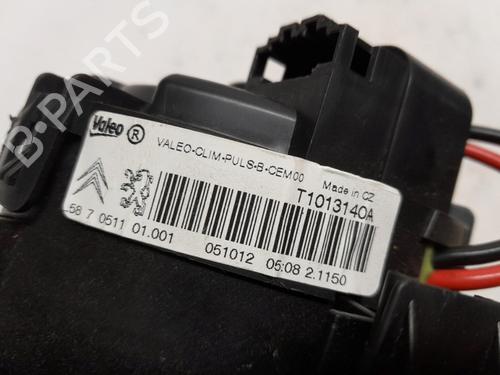 B-PARTS
Valeo ®
VALEO-CLIM-PULS-B-CEM00
Made in CZ
T1013140A
58 7 0511 01.001
051012 05:08 2.1150